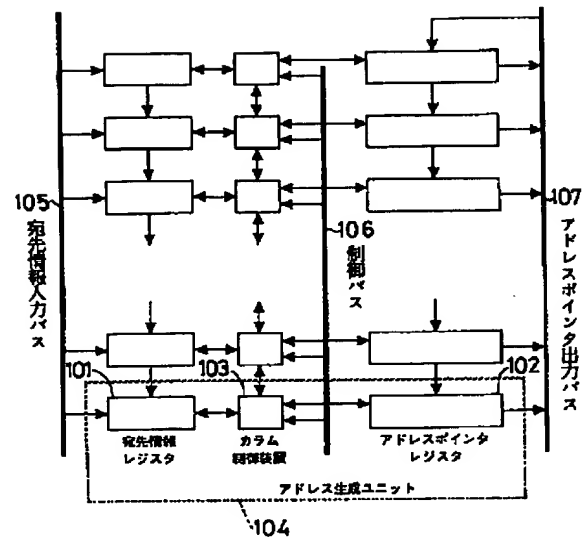 105
宛先情報入力バス
106
制御バス
107
アドレスポインタ出力バス
101
103
102
宛先情報
レジスタ
カラム
制御装置
アドレスポインタ
レジスタ
アドレス生成ユニット
104